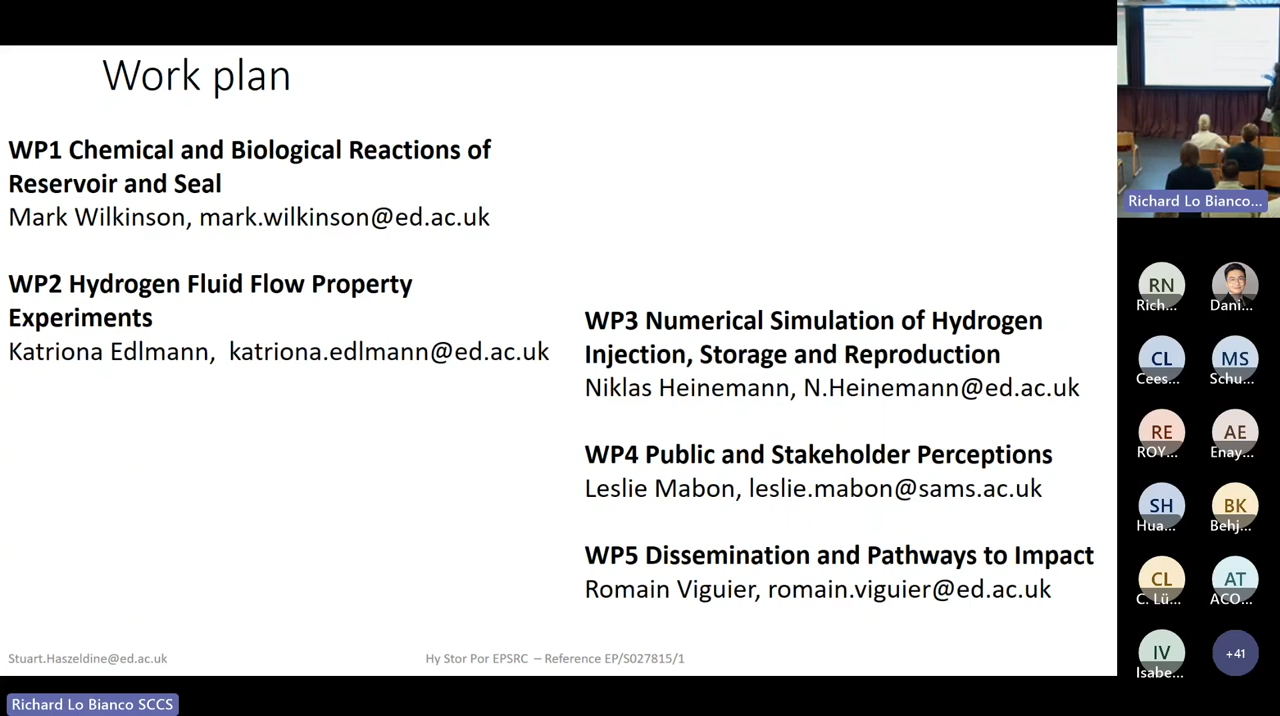 Work plan
WP1 Chemical and Biological Reactions of
Reservoir and Seal
Mark Wilkinson, mark.wilkinson@ed.ac.uk
WP2 Hydrogen Fluid Flow Property
Experiments
Katriona Edlmann, katriona.edlmann@ed.ac.uk
WP3 Numerical Simulation of Hydrogen
Injection, Storage and Reproduction
Niklas Heinemann, N.Heinemann@ed.ac.uk
WP4 Public and Stakeholder Perceptions
Leslie Mabon, leslie.mabon@sams.ac.uk
WP5 Dissemination and Pathways to Impact
Romain Viguier, romain.viguier@ed.ac.uk
Stuart.Haszeldine@ed.ac.uk
Hy Stor Por EPSRC – Reference EP/S027815/1
Richard Lo Bianco SCCS
Richard Lo Bianco...
RN
Rich...
Dani...
CL
Cees...
MS
Schu...
RE
ROY...
AE
Enay...
SH
Hua...
BK
Behj...
CL
C. Lü...
AT
ACO...
IV
Isabe...
+41